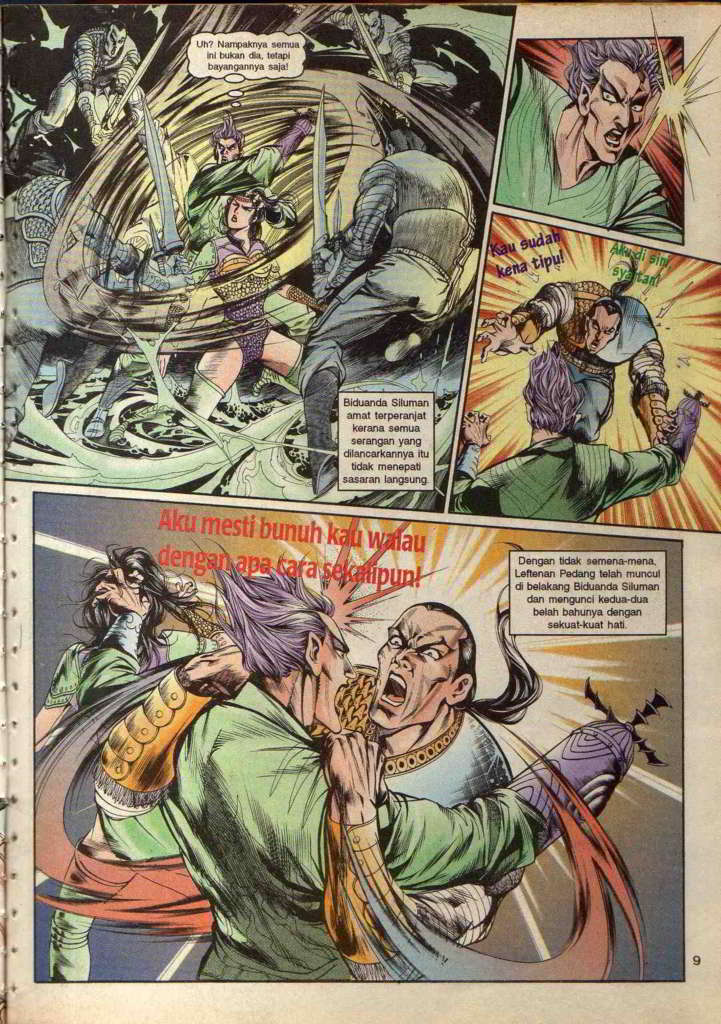 Uh? Nampaknya semua
ini bukan dia, tetapi
bayangannya saja!
Biduanda Siluman
amat terperanjat
kerana semua
serangan yang
dilancarkannya itu
tidak menepati
sasaran langsung.
Kau sudah
kena tipu!
Aku di sini
syaitan!
Aku mesti bunuh kau walau
dengan apa cara sekalipun!
Dengan tidak semena-mena,
Leftenan Pedang telah muncul
di belakang Biduanda Siluman
dan mengunci kedua-dua
belah bahunya dengan
sekuat-kuat hati.
9